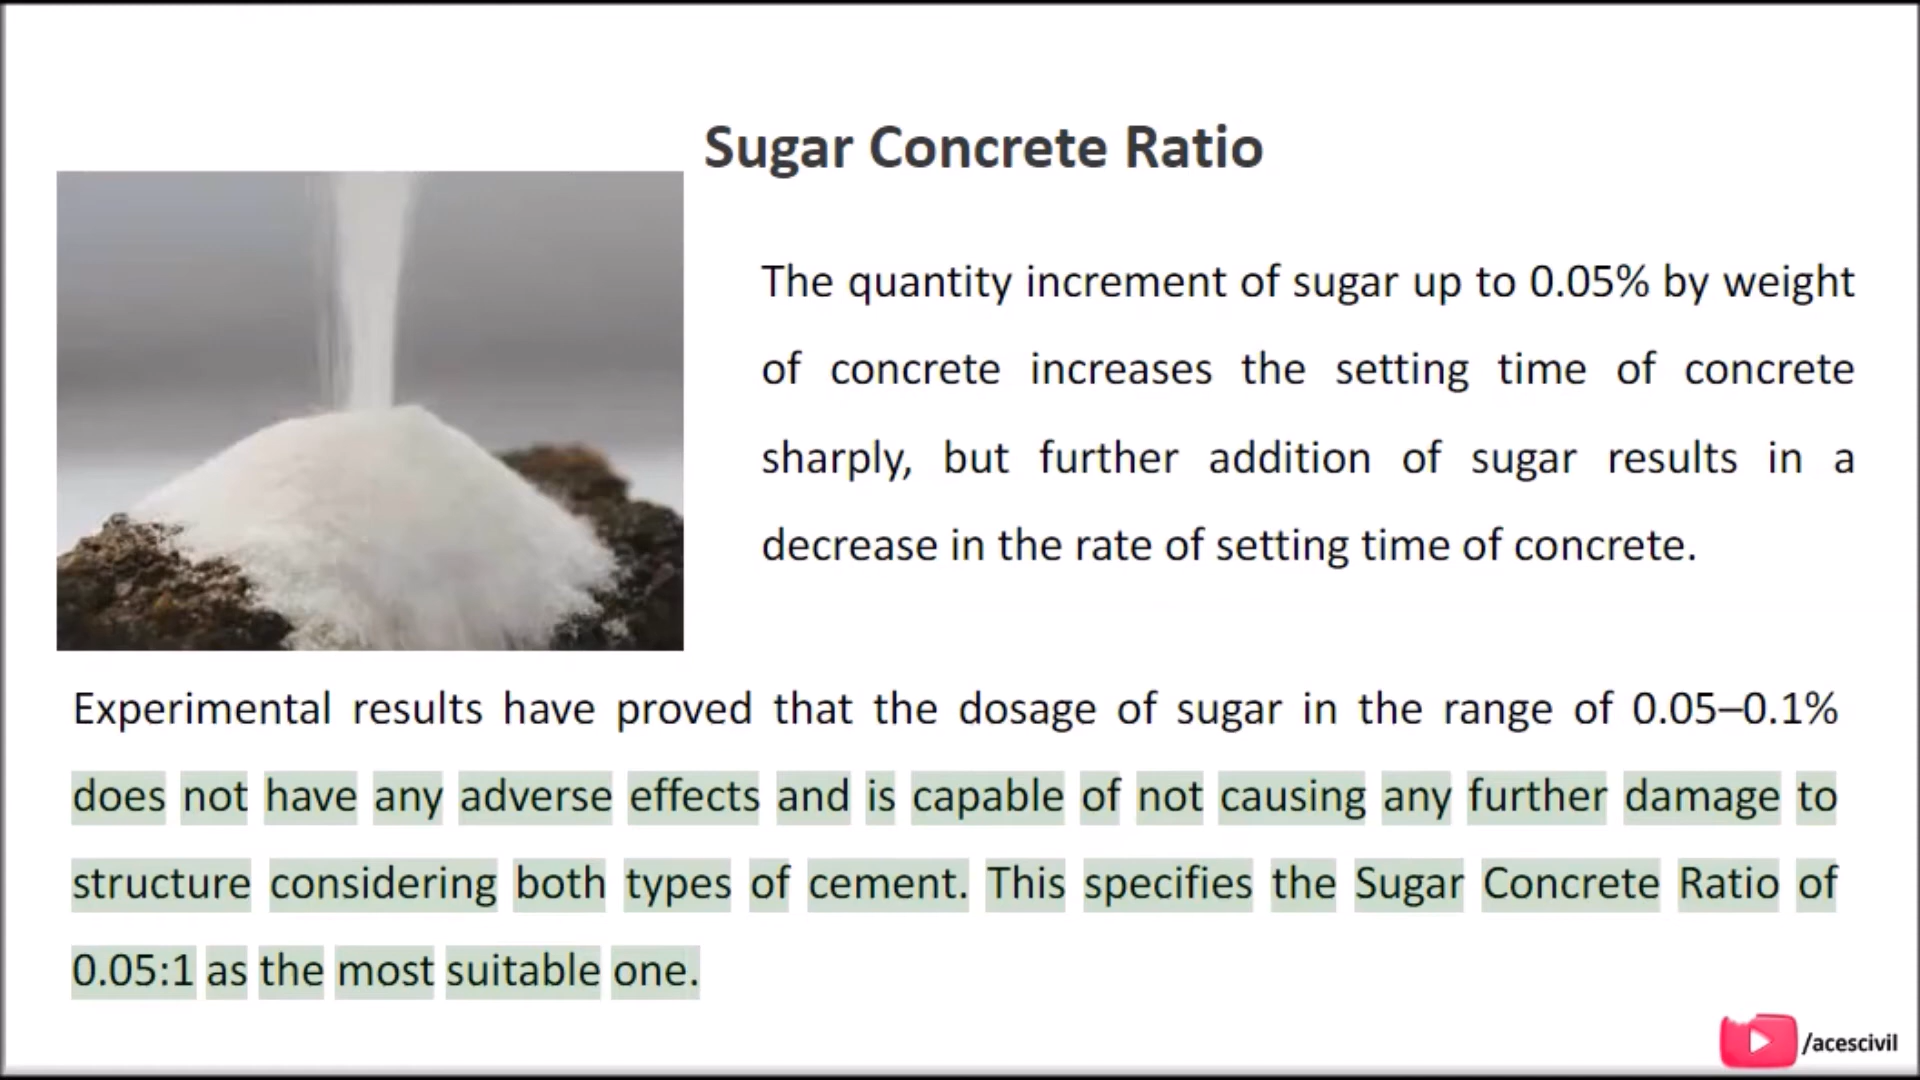 Sugar Concrete Ratio
The quantity increment of sugar up to 0.05% by weight
of concrete increases the setting time of concrete
sharply, but further addition of sugar results in a
decrease in the rate of setting time of concrete.
Experimental results have proved that the dosage of sugar in the range of 0.05–0.1%
does not have any adverse effects and is capable of not causing any further damage to
structure considering both types of cement. This specifies the Sugar Concrete Ratio of
0.05:1 as the most suitable one.
/acescivil